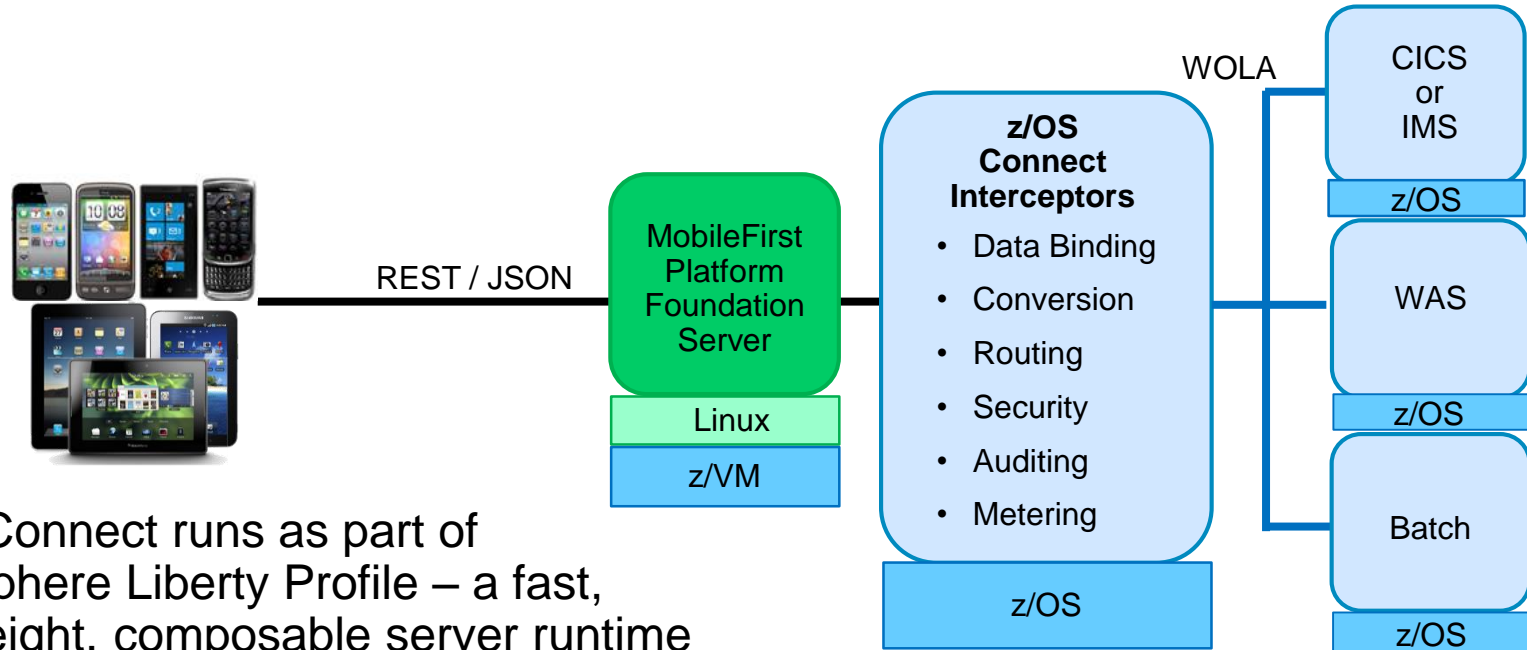 WOLA
CICS
or
IMS
z/OS
z/OS
Connect
Interceptors
• Data Binding
• Conversion
• Routing
• Security
• Auditing
• Metering
z/OS
REST / JSON
MobileFirst
Platform
Foundation
Server
Linux
z/VM
WAS
z/OS
Batch
z/OS
Connect runs as part of
phere Liberty Profile – a fast,
eight, composable server runtime
10:08